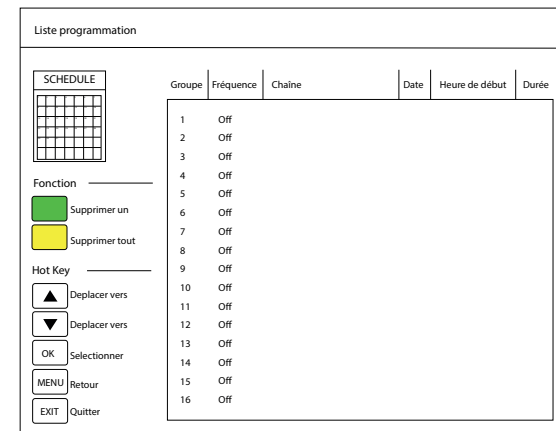 Liste programmation
SCHEDULE
Fonction
Supprimer un
Supprimer tout
Hot Key
Deplacer vers
Deplacer vers
OK Selectionner
MENU Retour
EXIT Quitter
Groupe Fréquence Chaîne Date Heure de début Durée
1 Off
2 Off
3 Off
4 Off
5 Off
6 Off
7 Off
8 Off
9 Off
10 Off
11 Off
12 Off
13 Off
14 Off
15 Off
16 Off